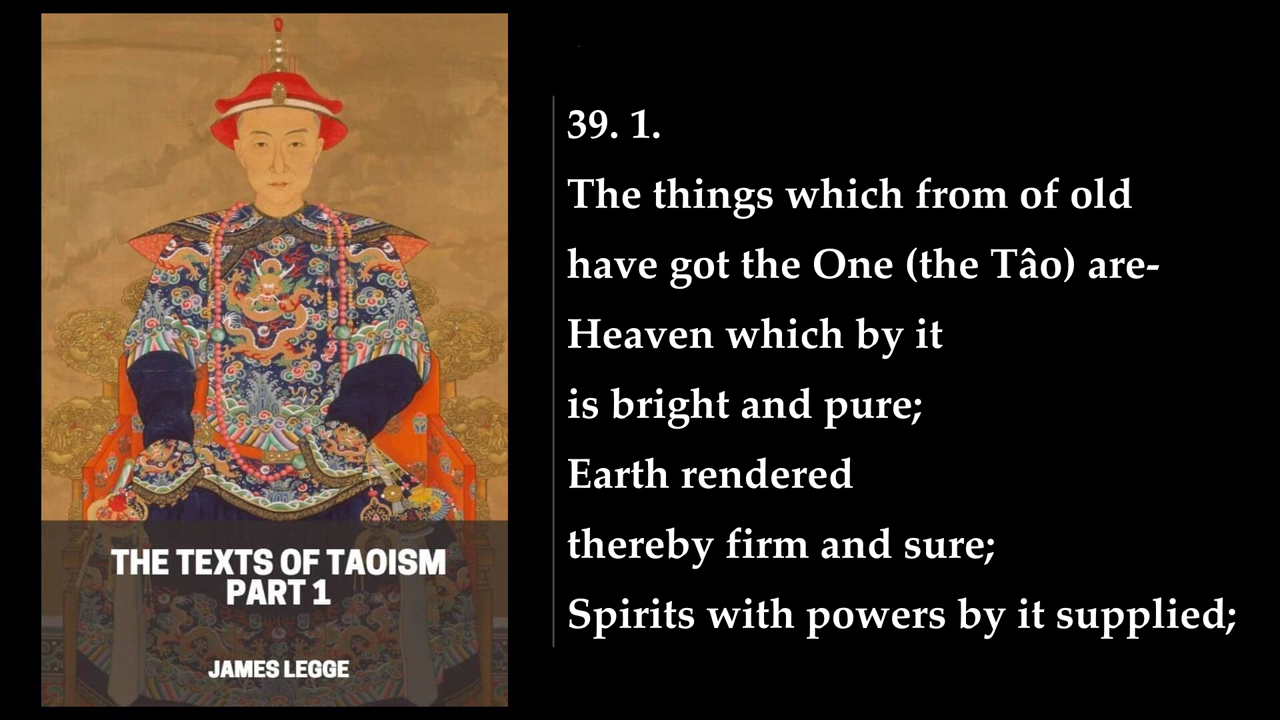 THE TEXTS OF TAOISM
PART 1
JAMES LEGGE
39. 1.
The things which from of old
have got the One (the Tâo) are-
Heaven which by it
is bright and pure;
Earth rendered
thereby firm and sure;
Spirits with powers by it supplied;